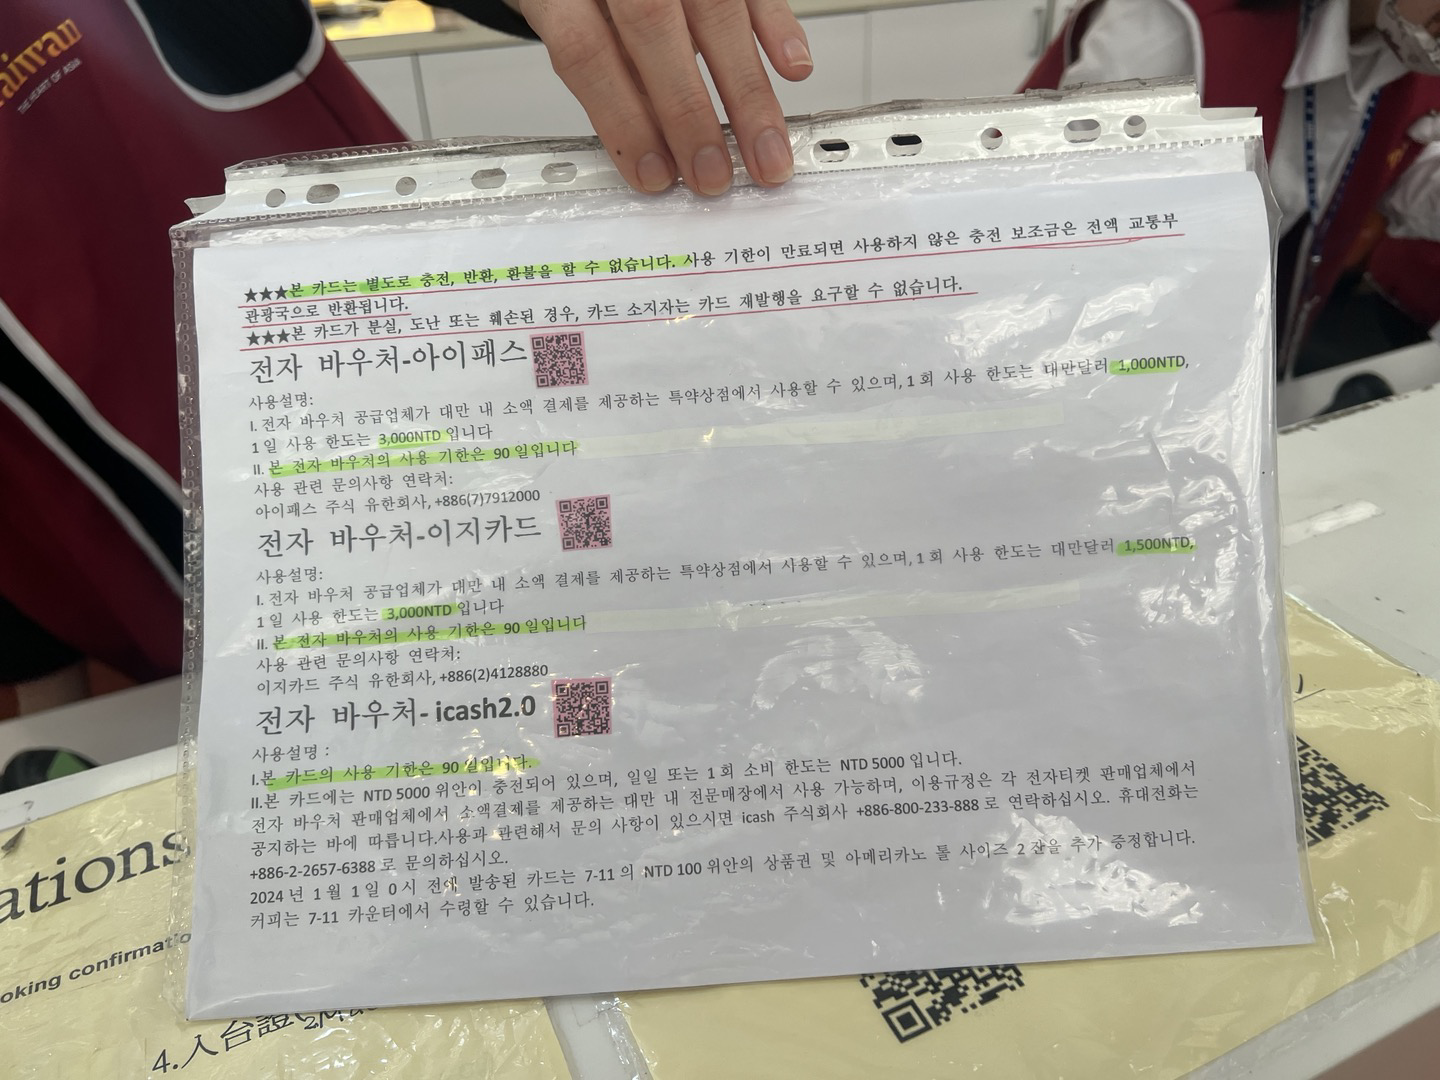 Taiwan
THE HEART OF ASIA
★★★본 카드는 별도로 충전, 반환, 환불을 할 수 없습니다. 사용 기한이 만료되면 사용하지 않은 충전 보조금은 전액 교통부
관광국으로 반환됩니다.
★★★본 카드가 분실, 도난 또는 훼손된 경우, 카드 소지자는 카드 재발행을 요구할 수 없습니다.
전자 바우처-아이패스
사용설명:
I. 전자 바우처 공급업체가 대만 내 소액 결제를 제공하는 특약상점에서 사용할 수 있으며, 1 회 사용 한도는 대만달러 1,000NTD,
1 일 사용 한도는 3,000NTD 입니다
II. 본 전자 바우처의 사용 기한은 90 일입니다
사용 관련 문의사항 연락처:
아이패스 주식 유한회사, +886(7)7912000
전자 바우처-이지카드
사용설명:
I. 전자 바우처 공급업체가 대만 내 소액 결제를 제공하는 특약상점에서 사용할 수 있으며, 1 회 사용 한도는 대만달러 1,500NTD,
1 일 사용 한도는 3,000NTD 입니다
II. 본 전자 바우처의 사용 기한은 90 일입니다
사용 관련 문의사항 연락처:
이지카드 주식 유한회사, +886(2)4128880
전자 바우처- icash2.0
사용설명 :
I.본 카드의 사용 기한은 90 일입니다.
II.본 카드에는 NTD 5000 위안이 충전되어 있으며, 일일 또는 1 회 소비 한도는 NTD 5000 입니다.
전자 바우처 판매업체에서 소액결제를 제공하는 대만 내 전문매장에서 사용 가능하며, 이용규정은 각 전자티켓 판매업체에서
공지하는 바에 따릅니다.사용과 관련해서 문의 사항이 있으시면 icash 주식회사 +886-800-233-888 로 연락하십시오. 휴대전화는
+886-2-2657-6388 로 문의하십시오.
2024 년 1 월 1 일 0 시 전에 발송된 카드는 7-11 의 NTD 100 위안의 상품권 및 아메리카노 톨 사이즈 2 잔을 추가 증정합니다.
커피는 7-11 카운터에서 수령할 수 있습니다.
ations
oking confirmatio
4.入台證